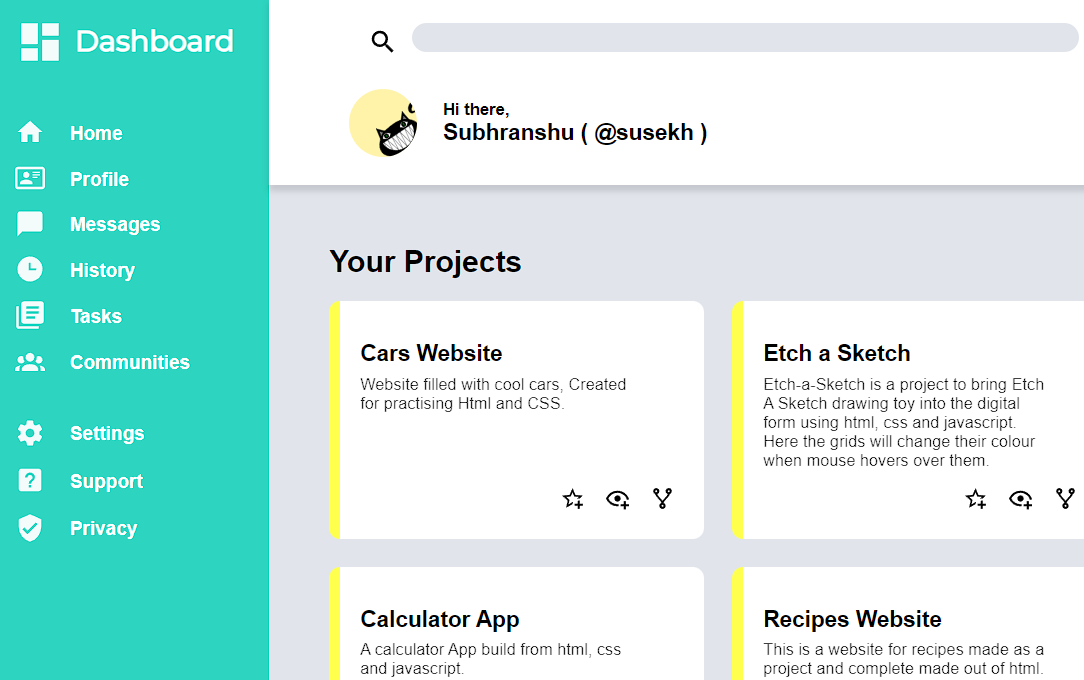 Dashboard
Home
Profile
Messages
History
Tasks
Communities
Settings
Support
Privacy
Hi there,
Subhranshu ( @susekh )
Your Projects
Cars Website
Website filled with cool cars, Created
for practising Html and CSS.
Etch a Sketch
Etch-a-Sketch is a project to bring Etch
A Sketch drawing toy into the digital
form using html, css and javascript.
Here the grids will change their colour
when mouse hovers over them.
Calculator App
A calculator App build from html, css
and javascript.
Recipes Website
This is a website for recipes made as a
project and complete made out of html.